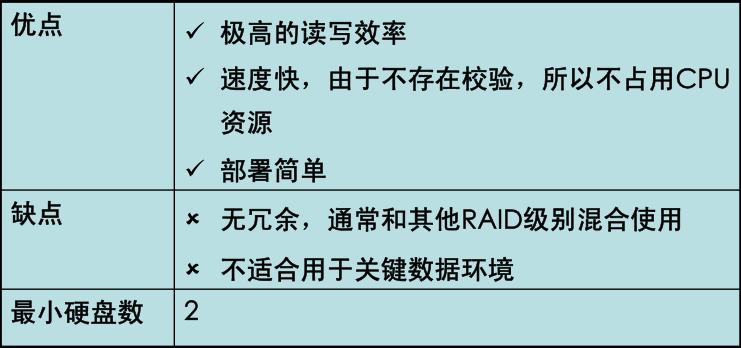 优点
✓ 极高的读写效率
✓ 速度快，由于不存在校验，所以不占用CPU
资源
✓ 部署简单
缺点
× 无冗余，通常和其他RAID级别混合使用
× 不适合用于关键数据环境
最小硬盘数
2